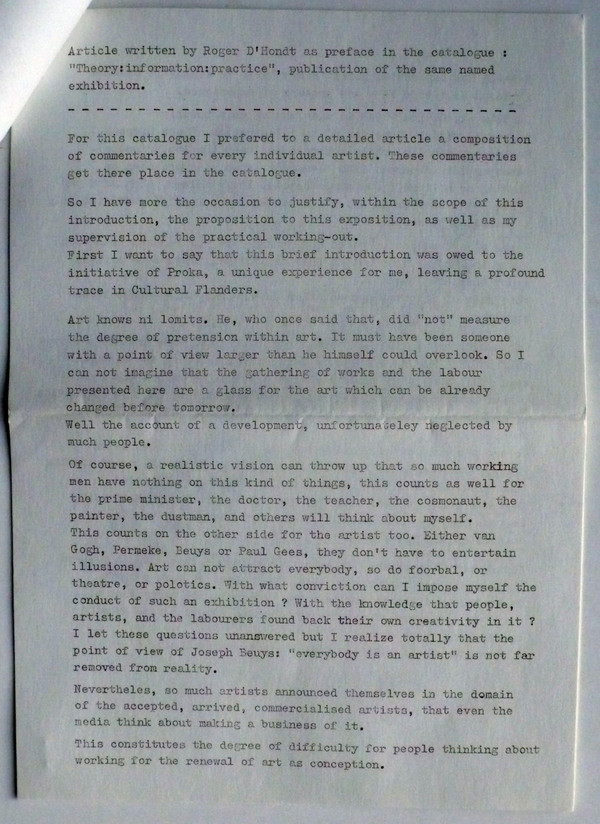 Article written by Roger D'Hondt as preface in the catalogue :
"Theory:information:practice", publication of the same named
exhibition.
For this catalogue I prefered to a detailed article a composition
of commentaries for every individual artist. These commentaries
get there place in the catalogue.
So I have more the occasion to justify, within the scope of this
introduction, the proposition to this exposition, as well as my
supervision of the practical working-out.
First I want to say that this brief introduction was owed to the
initiative of Proka, a unique experience for me, leaving a profound
trace in Cultural Flanders.
Art knows ni lomits. He, who once said that, did "not" measure
the degree of pretension within art. It must have been someone
with a point of view larger than he himself could overlook. So I
can not imagine that the gathering of works and the labour
presented here are a glass for the art which can be already
changed before tomorrow.
Well the account of a development, unfortunateley neglected by
much people.
Of course, a realistic vision can throw up that so much working
men have nothing on this kind of things, this counts as well for
the prime minister, the doctor, the teacher, the cosmonaut, the
painter, the dustman, and others will think about myself.
This counts on the other side for the artist too. Either van
Gogh, Permeke, Beuys or Paul Gees, they don't have to entertain
illusions. Art can not attract everybody, so do foorbal, or
theatre, or polotics. With what conviction can I impose myself the
conduct of such an exhibition ? With the knowledge that people,
artists, and the labourers found back their own creativity in it ?
I let these questions unanswered but I realize totally that the
point of view of Joseph Beuys: "everybody is an artist" is not far
removed from reality.
Nevertheles, so much artists announced themselves in the domain
of the accepted, arrived, commercialised artists, that even the
media think about making a business of it.
This constitutes the degree of difficulty for people thinking about
working for the renewal of art as conception.